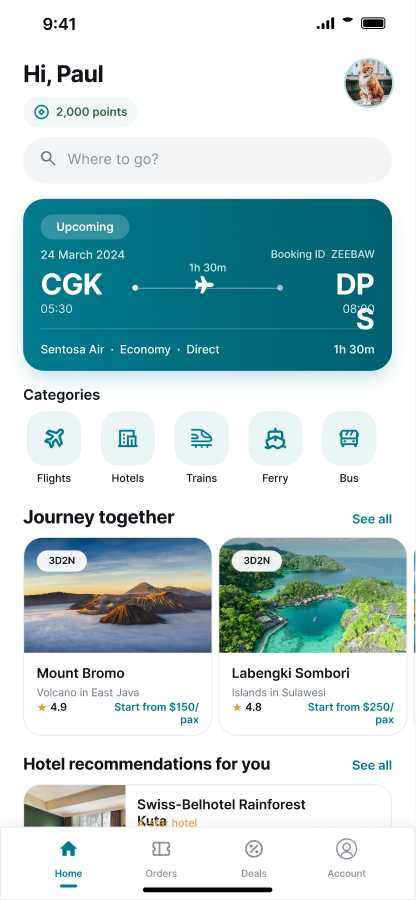 9:41
Hi, Paul
2,000 points
Where to go?
Upcoming
24 March 2024
Booking ID ZEEBAW
1h 30m
CGK
DP
S
05:30
08:00
Sentosa Air · Economy · Direct
1h 30m
Categories
Flights
Hotels
Trains
Ferry
Bus
Journey together
See all
3D2N
3D2N
Mount Bromo
Volcano in East Java
4.9
Start from $150/
pax
Labengki Sombori
Islands in Sulawesi
4.8
Start from $250/
pax
Hotel recommendations for you
See all
Swiss-Belhotel Rainforest
Kuta
hotel
Home
Orders
Deals
Account